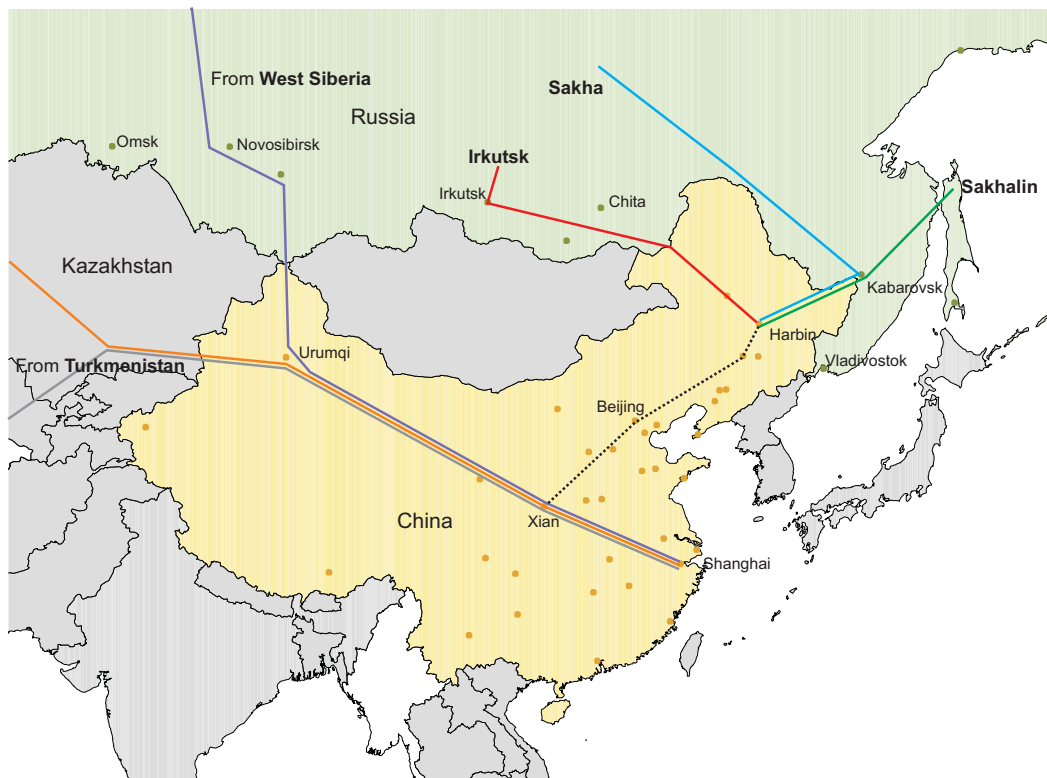 From West Siberia
Sakha
Russia
Omsk
Novosibirsk
Irkutsk
Irkutsk
Chita
Sakhalin
Kazakhstan
Kabarovsk
Harbin
Urumqi
From Turkmenistan
Vladivostok
Beijing
China
Xian
Shanghai